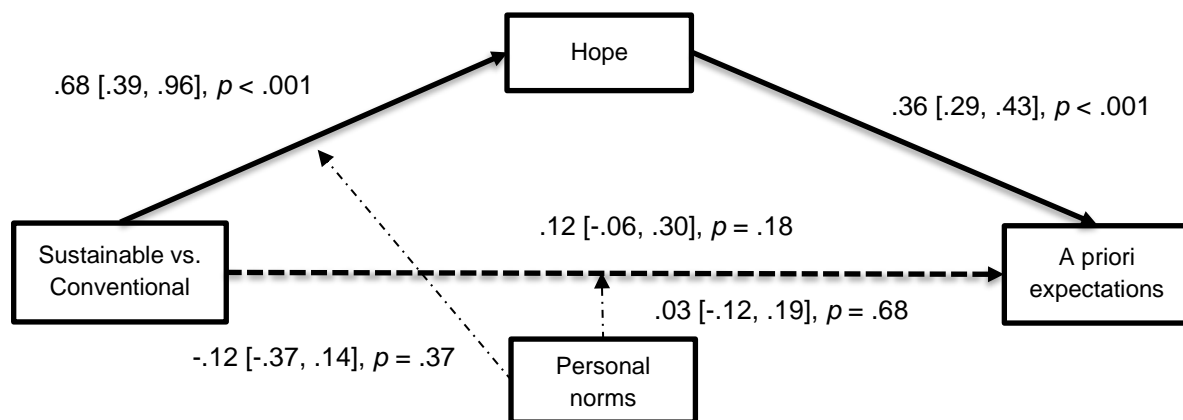 Hope
.68 [.39, .96], p < .001
.36 [.29, .43], p < .001
Sustainable vs.
Conventional
.12 [-.06, .30], p = .18
A priori
expectations
.03 [-.12, .19], p = .68
-.12 [-.37, .14], p = .37
Personal
norms